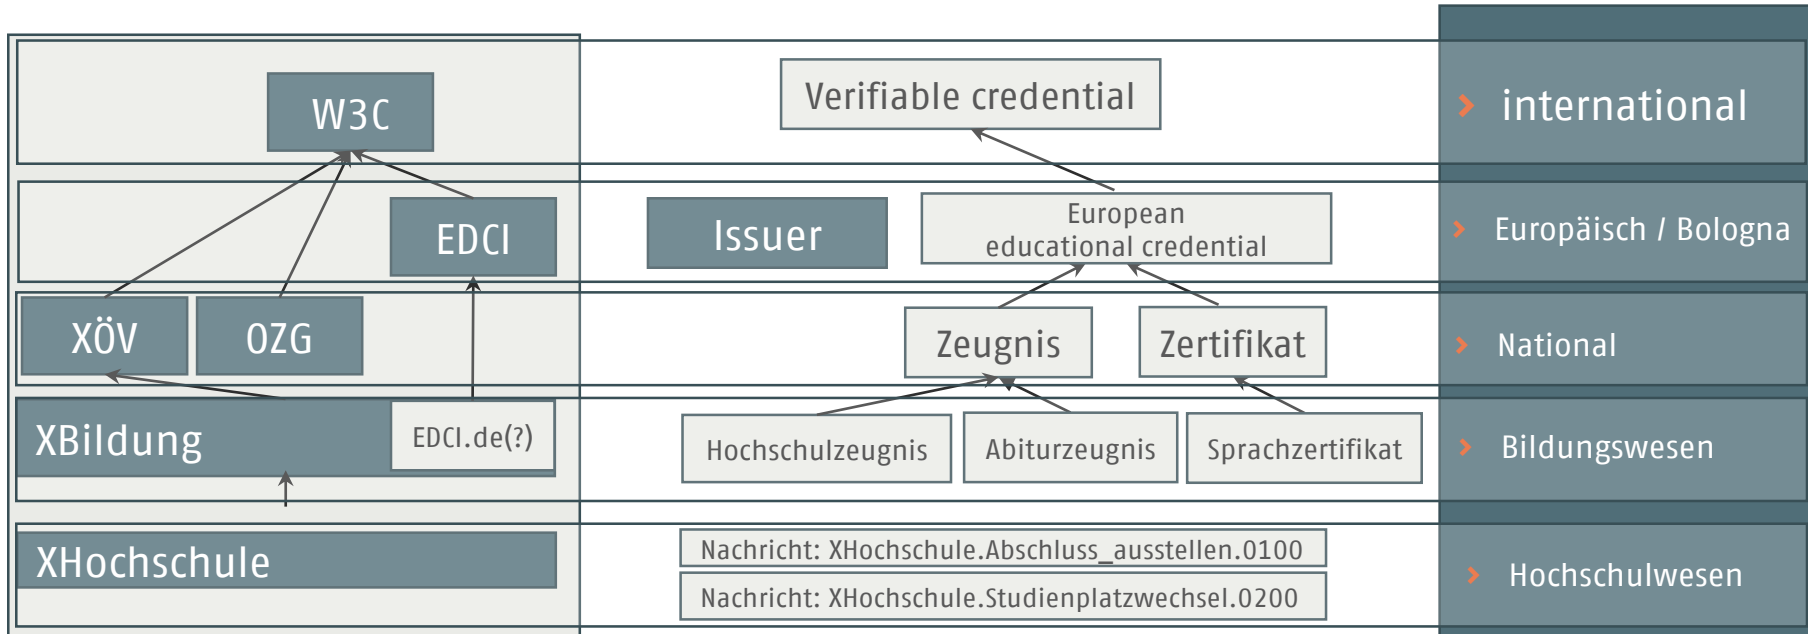 W3C
Verifiable credential
international
EDCI
Issuer
European
educational credential
Europäisch / Bologna
XÖV
OZG
Zeugnis
Zertifikat
National
XBildung
EDCI.de(?)
Hochschulzeugnis
Abiturzeugnis
Sprachzertifikat
Bildungswesen
XHochschule
Nachricht: XHochschule.Abschluss_ausstellen.0100
Nachricht: XHochschule.Studienplatzwechsel.0200
Hochschulwesen